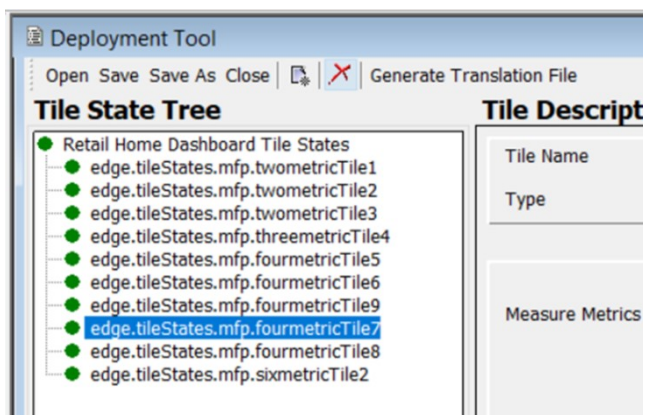 Deployment Tool
Open Save Save As Close Generate Translation File
Tile State Tree
Tile Descript
Retail Home Dashboard Tile States
Tile Name
edge.tileStates.mfp.twometricTile1
edge.tileStates.mfp.twometricTile2
Type
edge.tileStates.mfp.twometricTile3
edge.tileStates.mfp.threemetricTile4
edge.tileStates.mfp.fourmetricTile5
edge.tileStates.mfp.fourmetricTile6
edge.tileStates.mfp.fourmetricTile9
Measure Metrics
edge.tileStates.mfp.fourmetricTile7
edge.tileStates.mfp.fourmetricTile8
edge.tileStates.mfp.sixmetricTile2